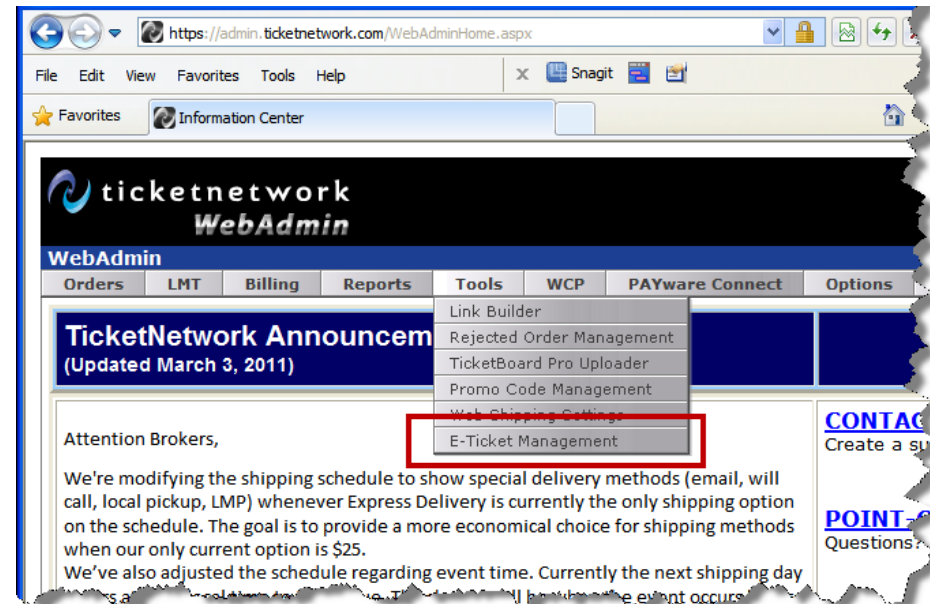 https://admin.ticketnetwork.com/WebAdminHome.aspx
File Edit View Favorites Tools Help x Snagit
Favorites Information Center
ticketnetwork
WebAdmin
WebAdmin
Orders LMT Billing Reports Tools WCP PAYware Connect Options
Link Builder
Rejected Order Management
TicketBoard Pro Uploader
Promo Code Management
Web Shipping Settings
E-Ticket Management
TicketNetwork Announcem
(Updated March 3, 2011)
Attention Brokers,
We're modifying the shipping schedule to show special delivery methods (email, will
call, local pickup, LMP) whenever Express Delivery is currently the only shipping option
on the schedule. The goal is to provide a more economical choice for shipping methods
when our only current option is $25.
We've also adjusted the schedule regarding event time. Currently the next shipping day
the event occurs
CONTAC
Create a su
POINT-
Questions?